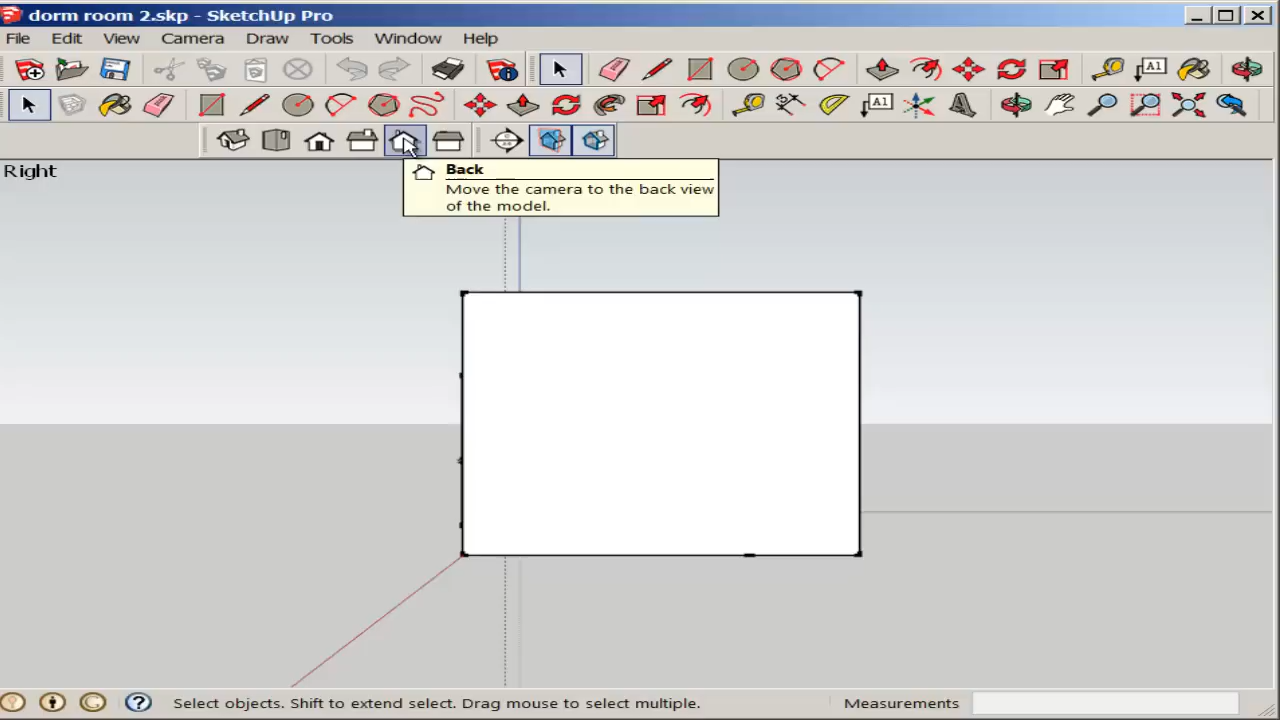 dorm room 2.skp - SketchUp Pro
File Edit View Camera Draw Tools Window Help
A1
A1
Right
Back
Move the camera to the back view
of the model.
Select objects. Shift to extend select. Drag mouse to select multiple. Measurements